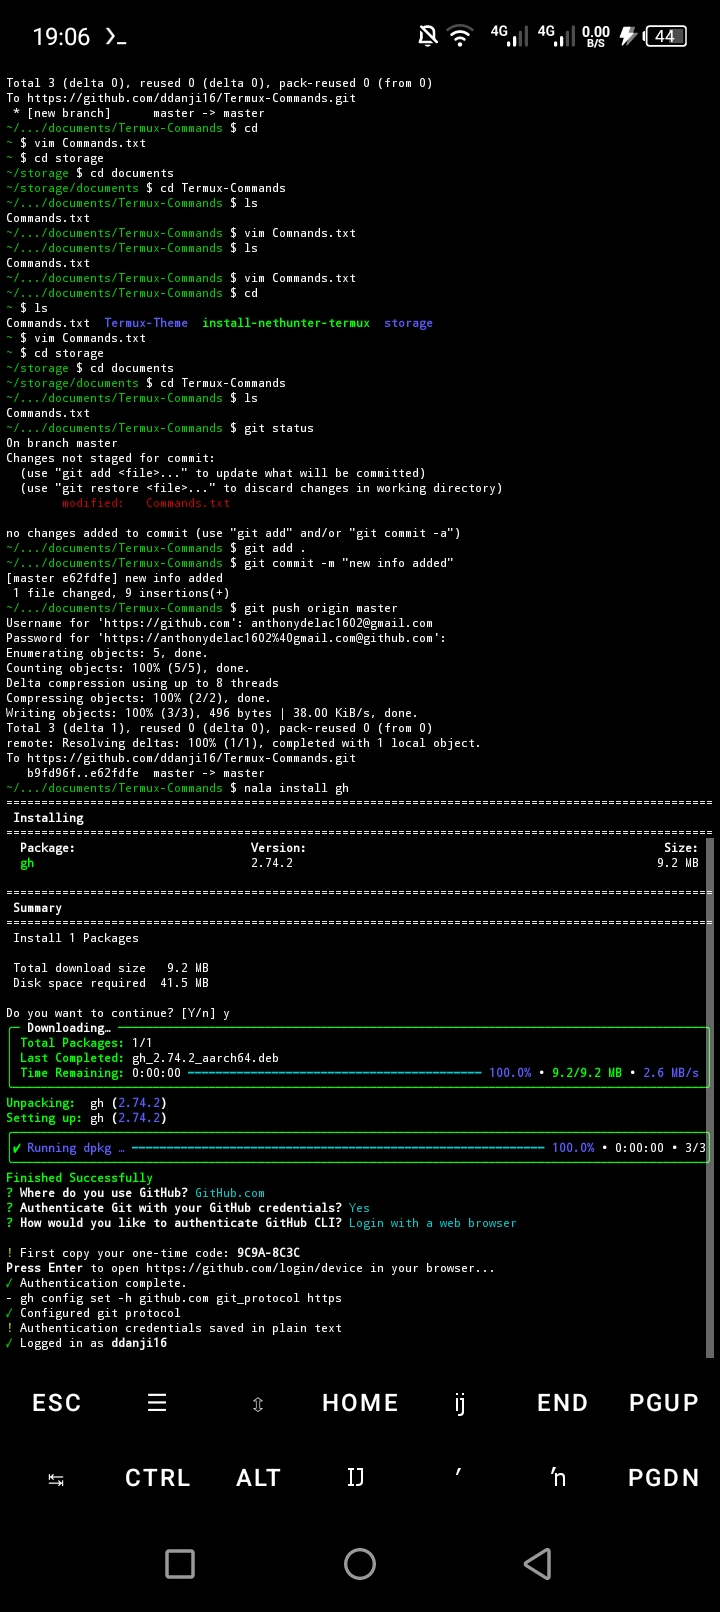 19:06 ❯_ 4G 4G 0.00 B/S 44
Total 3 (delta 0), reused 0 (delta 0), pack-reused 0 (from 0)
To https://github.com/ddanji16/Termux-Commands.git
 * [new branch]      master -> master
~/.../documents/Termux-Commands $ cd
~ $ vim Commands.txt
~ $ cd storage
~/storage $ cd documents
~/storage/documents $ cd Termux-Commands
~/.../documents/Termux-Commands $ ls
Commands.txt
~/.../documents/Termux-Commands $ vim Comnands.txt
~/.../documents/Termux-Commands $ ls
Commands.txt
~/.../documents/Termux-Commands $ vim Commands.txt
~/.../documents/Termux-Commands $ cd
~ $ ls
Commands.txt  Termux-Theme  install-nethunter-termux  storage
~ $ vim Commands.txt
~ $ cd storage
~/storage $ cd documents
~/storage/documents $ cd Termux-Commands
~/.../documents/Termux-Commands $ ls
Commands.txt
~/.../documents/Termux-Commands $ git status
On branch master
Changes not staged for commit:
  (use "git add <file>..." to update what will be committed)
  (use "git restore <file>..." to discard changes in working directory)
        modified:   Commands.txt
no changes added to commit (use "git add" and/or "git commit -a")
~/.../documents/Termux-Commands $ git add .
~/.../documents/Termux-Commands $ git commit -m "new info added"
[master e62fdfe] new info added
 1 file changed, 9 insertions(+)
~/.../documents/Termux-Commands $ git push origin master
Username for 'https://github.com': anthonydelac1602@gmail.com
Password for 'https://anthonydelac1602%40gmail.com@github.com':
Enumerating objects: 5, done.
Counting objects: 100% (5/5), done.
Delta compression using up to 8 threads
Compressing objects: 100% (2/2), done.
Writing objects: 100% (3/3), 496 bytes | 38.00 KiB/s, done.
Total 3 (delta 1), reused 0 (delta 0), pack-reused 0 (from 0)
remote: Resolving deltas: 100% (1/1), completed with 1 local object.
To https://github.com/ddanji16/Termux-Commands.git
   b9fd96f..e62fdfe  master -> master
~/.../documents/Termux-Commands $ nala install gh
Installing
Package: Version: Size:
gh 2.74.2 9.2 MB
Summary
Install 1 Packages
Total download size   9.2 MB
Disk space required  41.5 MB
Do you want to continue? [Y/n] y
Downloading…
Total Packages: 1/1
Last Completed: gh_2.74.2_aarch64.deb
Time Remaining: 0:00:00 100.0% • 9.2/9.2 MB • 2.6 MB/s
Unpacking:  gh (2.74.2)
Setting up: gh (2.74.2)
✔ Running dpkg … 100.0% • 0:00:00 • 3/3
Finished Successfully
? Where do you use GitHub? GitHub.com
? Authenticate Git with your GitHub credentials? Yes
? How would you like to authenticate GitHub CLI? Login with a web browser
! First copy your one-time code: 9C9A-8C3C
Press Enter to open https://github.com/login/device in your browser...
✓ Authentication complete.
- gh config set -h github.com git_protocol https
✓ Configured git protocol
! Authentication credentials saved in plain text
✓ Logged in as ddanji16
ESC ☰ ⇳ HOME ĳ END PGUP
↹ CTRL ALT Ĳ ʼ ŉ PGDN